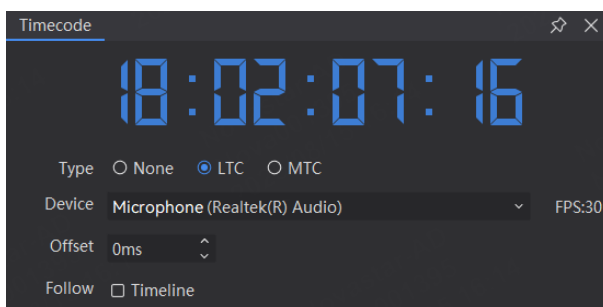 Timecode
18:02:07:16
Type None LTC MTC
Device Microphone (Realtek(R) Audio) FPS:30
Offset 0ms
Follow Timeline